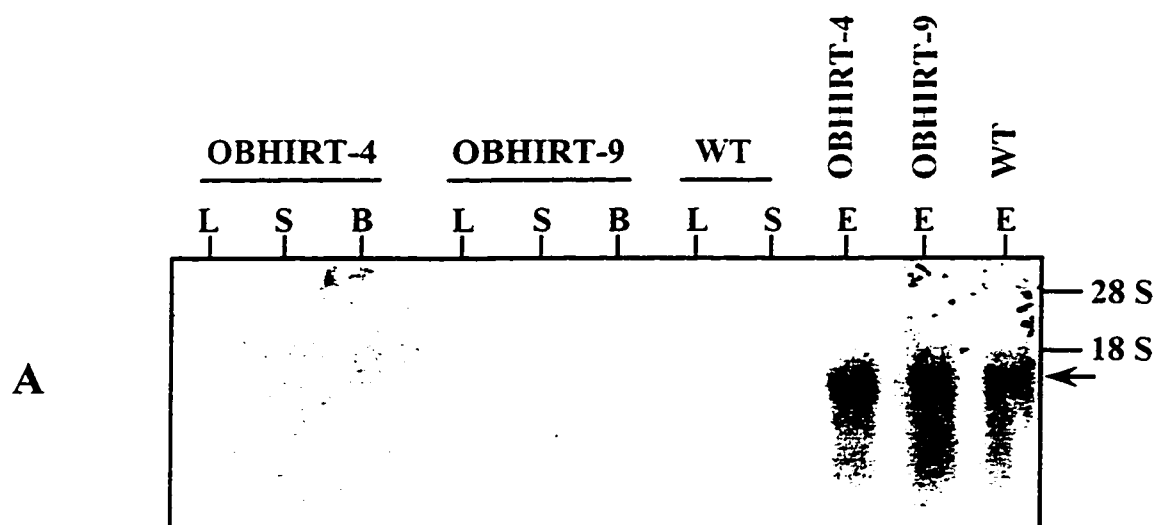 OBHIRT-4 OBHIRT-9 WT
OBHIRT-4 OBHIRT-9 WT
L S B L S B L S E E E
28 S
18 S
A